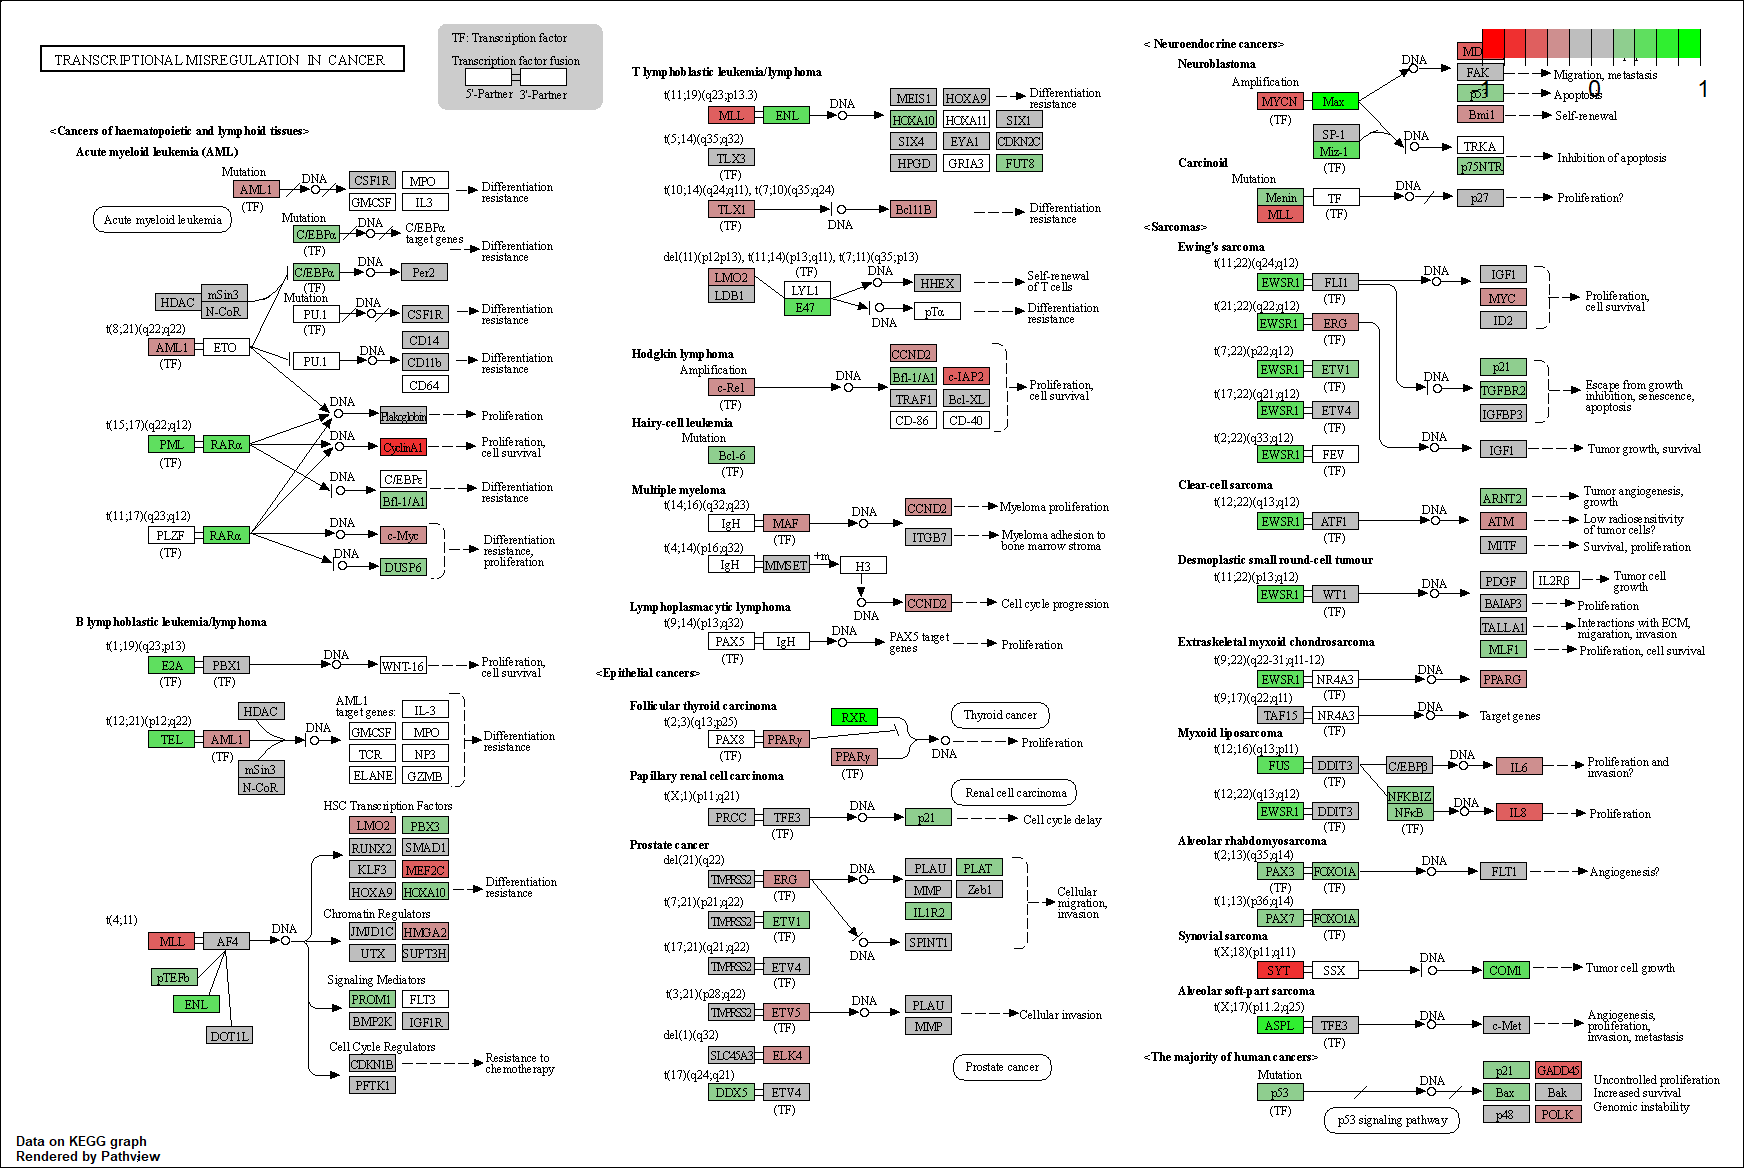 TRANSCRIPTIONAL MISREGULATION IN CANCER
TF: Transcription factor
Transcription factor fusion
5'-Partner 3'-Partner
<Cancers of haematopoietic and lymphoid tissues>
Acute myeloid leukemia (AML)
Mutation
AML1
(TF)
DNA
CSF1R
MPO
GMCSF
IL3
Differentiation
resistance
Acute myeloid leukemia
Mutation
C/EBPα
(TF)
DNA
C/EBPα
target genes
Differentiation
resistance
C/EBPα
(TF)
DNA
Per2
HDAC
mSin3
N-CoR
Mutation
PU.1
(TF)
DNA
CSF1R
Differentiation
resistance
t(8;21)(q22;q22)
AML1
ETO
(TF)
PU.1
DNA
CD14
CD11b
CD64
Differentiation
resistance
DNA
Plakoglobin
Proliferation
t(15;17)(q22;q12)
PML
RARα
(TF)
DNA
CyclinA1
Proliferation,
cell survival
DNA
C/EBPε
Bfl-1/A1
Differentiation
resistance
t(11;17)(q23;q12)
PLZF
RARα
(TF)
DNA
c-Myc
DNA
DUSP6
Differentiation
resistance,
proliferation
B lymphoblastic leukemia/lymphoma
t(1;19)(q23;p13)
E2A
PBX1
(TF)
(TF)
DNA
WNT-16
Proliferation,
cell survival
t(12;21)(p12;q22)
TEL
AML1
(TF)
HDAC
mSin3
N-CoR
DNA
AML1
target genes:
IL-3
GMCSF
MPO
TCR
NP3
ELANE
GZMB
Differentiation
resistance
HSC Transcription Factors
LMO2
PBX3
RUNX2
SMAD1
KLF3
MEF2C
HOXA9
HOXA10
Differentiation
resistance
t(4;11)
MLL
AF4
DNA
pTEFb
ENL
DOT1L
Chromatin Regulators
JMJD1C
HMGA2
UTX
SUPT3H
Signaling Mediators
PROM1
FLT3
BMP2K
IGF1R
Cell Cycle Regulators
CDKN1B
PFTK1
Resistance to
chemotherapy
T lymphoblastic leukemia/lymphoma
t(11;19)(q23;p13.3)
MLL
ENL
DNA
MEIS1
HOXA9
HOXA10
HOXA11
SIX1
SIX4
EYA1
CDKN2C
HPGD
GRIA3
FUT8
Differentiation
resistance
t(5;14)(q35;q32)
TLX3
(TF)
t(10;14)(q24;q11), t(7;10)(q35;q24)
TLX1
(TF)
DNA
Bcl11B
Differentiation
resistance
del(11)(p12p13), t(11;14)(p13;q11), t(7;11)(q35;p13)
LMO2
LDB1
(TF)
LYL1
E47
DNA
HHEX
Self-renewal
of T cells
DNA
pTα
Differentiation
resistance
Hodgkin lymphoma
Amplification
c-Rel
(TF)
DNA
CCND2
Bfl-1/A1
c-IAP2
TRAF1
Bcl-XL
CD-86
CD-40
Proliferation,
cell survival
Hairy-cell leukemia
Mutation
Bcl-6
(TF)
Multiple myeloma
t(14;16)(q32;q23)
IgH
MAF
(TF)
DNA
CCND2
Myeloma proliferation
ITGB7
Myeloma adhesion to
bone marrow stroma
t(4;14)(p16;q32)
IgH
MMSET
+m
H3
DNA
CCND2
Cell cycle progression
Lymphoplasmacytic lymphoma
t(9;14)(p13;q32)
PAX5
IgH
(TF)
DNA
PAX5 target
genes
Proliferation
<Epithelial cancers>
Follicular thyroid carcinoma
t(2;3)(q13;p25)
PAX8
PPARγ
(TF)
RXR
PPARγ
(TF)
DNA
Thyroid cancer
Proliferation
Papillary renal cell carcinoma
t(X;1)(p11;q21)
PRCC
TFE3
(TF)
DNA
p21
Renal cell carcinoma
Cell cycle delay
Prostate cancer
del(21)(q22)
TMPRSS2
ERG
(TF)
DNA
PLAU
PLAT
MMP
Zeb1
IL1R2
Cellular
migration,
invasion
t(7;21)(p21;q22)
TMPRSS2
ETV1
(TF)
DNA
SPINT1
t(17;21)(q21;q22)
TMPRSS2
ETV4
(TF)
t(3;21)(p28;q22)
TMPRSS2
ETV5
(TF)
DNA
PLAU
MMP
Cellular invasion
del(1)(q32)
SLC45A3
ELK4
t(17)(q24;q21)
DDX5
ETV4
(TF)
Prostate cancer
<Neuroendocrine cancers>
Neuroblastoma
Amplification
MYCN
(TF)
Max
DNA
FAK
Migration, metastasis
p53
Apoptosis
Bmi1
Self-renewal
SP-1
Miz-1
(TF)
DNA
TRKA
p75NTR
Inhibition of apoptosis
-1
0
1
Carcinoid
Mutation
Menin
MLL
TF
(TF)
DNA
p27
Proliferation?
<Sarcomas>
Ewing's sarcoma
t(11;22)(q24;q12)
EWSR1
FLI1
(TF)
DNA
IGF1
MYC
ID2
Proliferation,
cell survival
t(21;22)(q22;q12)
EWSR1
ERG
(TF)
t(7;22)(p22;q12)
EWSR1
ETV1
(TF)
DNA
p21
TGFBR2
IGFBP3
Escape from growth
inhibition, senescence,
apoptosis
t(17;22)(q21;q12)
EWSR1
ETV4
(TF)
t(2;22)(q33;q12)
EWSR1
FEV
(TF)
DNA
IGF1
Tumor growth, survival
Clear-cell sarcoma
t(12;22)(q13;q12)
EWSR1
ATF1
(TF)
DNA
ARNT2
Tumor angiogenesis,
growth
ATM
Low radiosensitivity
of tumor cells?
MITF
Survival, proliferation
Desmoplastic small round-cell tumour
t(11;22)(p13;q12)
EWSR1
WT1
(TF)
DNA
PDGF
IL2Rβ
Tumor cell
growth
BAIAP3
Proliferation
TALLA1
Interactions with ECM,
migaration, invasion
MLF1
Proliferation, cell survival
Extraskeletal myxoid chondrosarcoma
t(9;22)(q22-31;q11-12)
EWSR1
NR4A3
(TF)
DNA
PPARG
t(9;17)(q22;q11)
TAF15
NR4A3
(TF)
DNA
Target genes
Myxoid liposarcoma
t(12;16)(q13;p11)
FUS
DDIT3
(TF)
C/EBPβ
DNA
IL6
Proliferation and
invasion?
t(12;22)(q13;q12)
EWSR1
DDIT3
(TF)
NFKBIZ
NFκB
(TF)
DNA
IL8
Proliferation
Alveolar rhabdomyosarcoma
t(2;13)(q35;q14)
PAX3
FOXO1A
(TF)
(TF)
DNA
FLT1
Angiogenesis?
t(1;13)(p36;q14)
PAX7
FOXO1A
(TF)
(TF)
Synovial sarcoma
t(X;18)(p11;q11)
SYT
SSX
(TF)
DNA
COM1
Tumor cell growth
Alveolar soft-part sarcoma
t(X;17)(p11.2;q25)
ASPL
TFE3
(TF)
DNA
c-Met
Angiogenesis,
proliferation,
invasion, metastasis
<The majority of human cancers>
Mutation
p53
(TF)
DNA
p21
GADD45
Bax
Bak
p48
POLK
Uncontrolled proliferation
Increased survival
Genomic instability
p53 signaling pathway
Data on KEGG graph
Rendered by Pathview